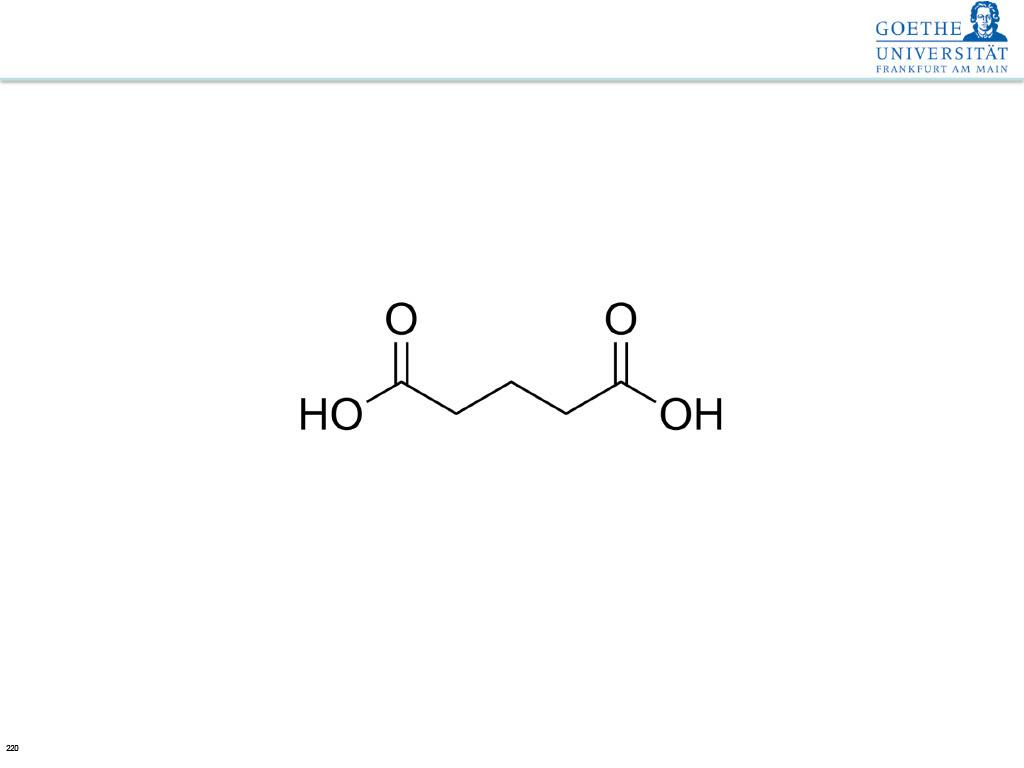 GOETHE
UNIVERSITÄT
FRANKFURT AM MAIN
O O
HO OH
220